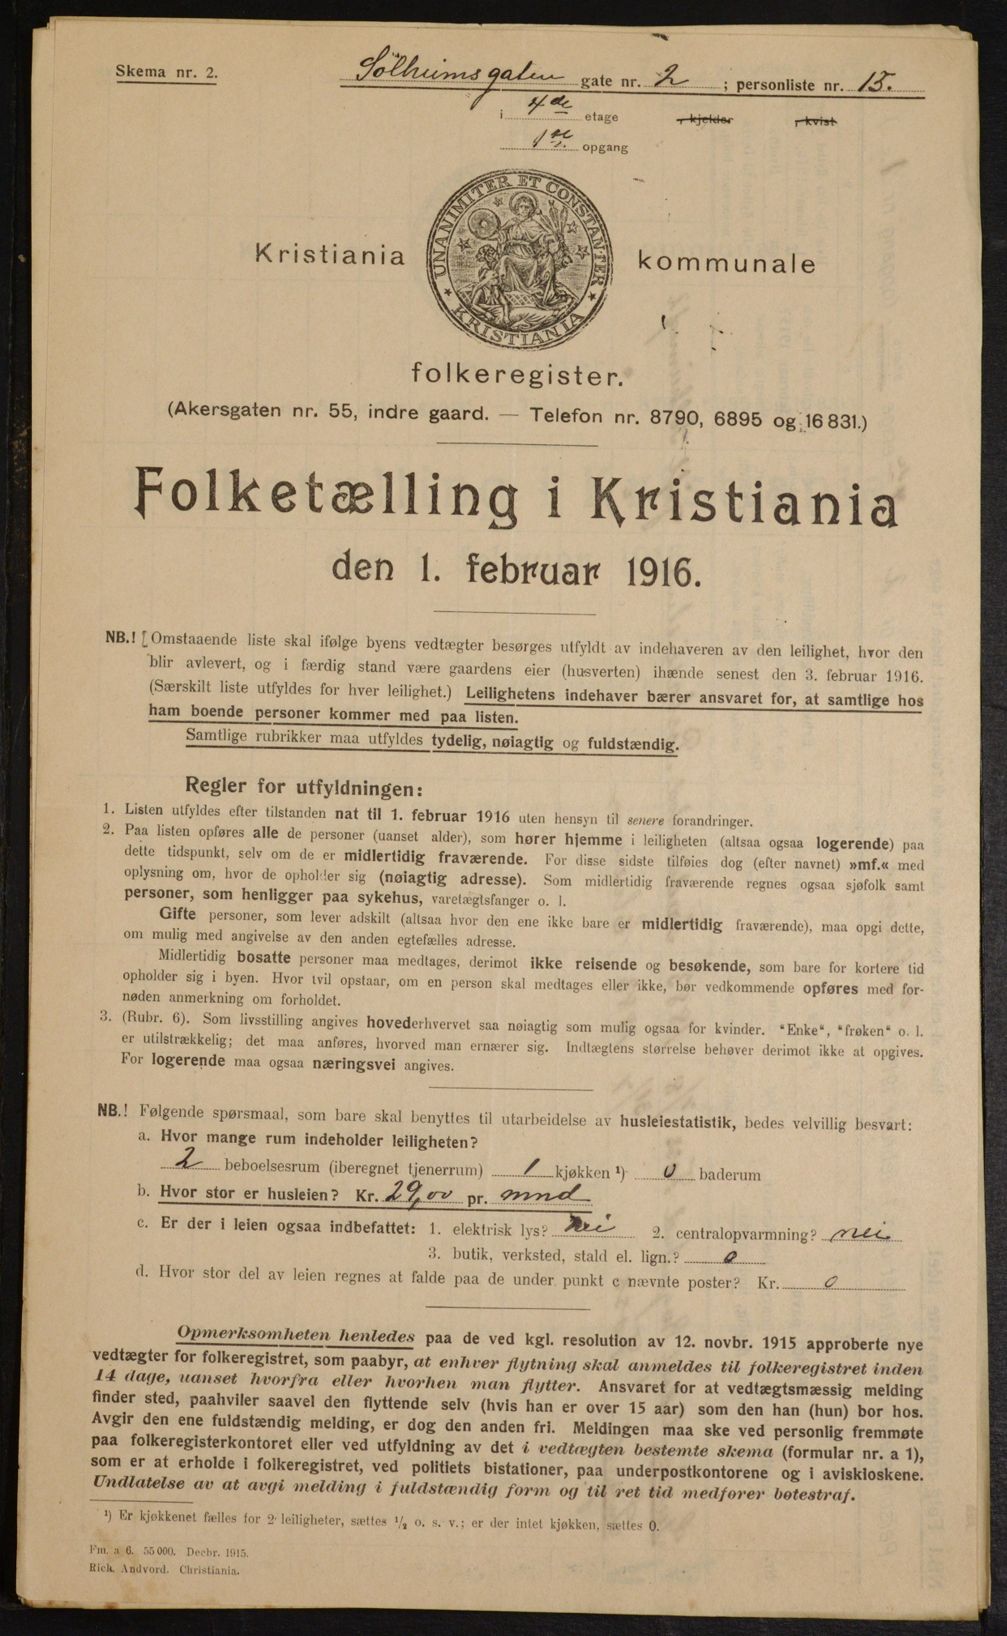 Skema nr. 2.
Sólheimsgaten gate nr. 2 ; personliste nr. 15.
i 4de etage , kjelder , kvist
1ste opgang
UNANIMITER ET CONSTANTER
KRISTIANIA
Kristiania kommunale
folkeregister.
(Akersgaten nr. 55, indre gaard. — Telefon nr. 8790, 6895 og 16 831.)
Folketælling i Kristiania
den 1. februar 1916.
NB.! Omstaaende liste skal ifølge byens vedtægter besørges utfyldt av indehaveren av den leilighet, hvor den
blir avlevert, og i færdig stand være gaardens eier (husverten) ihænde senest den 3. februar 1916.
(Særskilt liste utfyldes for hver leilighet.) Leilighetens indehaver bærer ansvaret for, at samtlige hos
ham boende personer kommer med paa listen.
Samtlige rubrikker maa utfyldes tydelig, nøiagtig og fuldstændig.
Regler for utfyldningen:
1. Listen utfyldes efter tilstanden nat til 1. februar 1916 uten hensyn til senere forandringer.
2. Paa listen opføres alle de personer (uanset alder), som hører hjemme i leiligheten (altsaa ogsaa logerende) paa
dette tidspunkt, selv om de er midlertidig fraværende. For disse sidste tilføies dog (efter navnet) »mf.« med
oplysning om, hvor de opholder sig (nøiagtig adresse). Som midlertidig fraværende regnes ogsaa sjøfolk samt
personer, som henligger paa sykehus, varetægtsfanger o. l.
Gifte personer, som lever adskilt (altsaa hvor den ene ikke bare er midlertidig fraværende), maa opgi dette,
om mulig med angivelse av den anden egtefælles adresse.
Midlertidig bosatte personer maa medtages, derimot ikke reisende og besøkende, som bare for kortere tid
opholder sig i byen. Hvor tvil opstaar, om en person skal medtages eller ikke, bør vedkommende opføres med for-
nøden anmerkning om forholdet.
3. (Rubr. 6). Som livsstilling angives hovederhvervet saa nøiagtig som mulig ogsaa for kvinder. "Enke", "frøken" o. l.
er utilstrækkelig; det maa anføres, hvorved man ernærer sig. Indtægtens størrelse behøver derimot ikke at opgives.
For logerende maa ogsaa næringsvei angives.
NB.! Følgende spørsmaal, som bare skal benyttes til utarbeidelse av husleiestatistik, bedes velvillig besvart:
a. Hvor mange rum indeholder leiligheten?
2 beboelsesrum (iberegnet tjenerrum) 1 kjøkken ¹) 0 baderum
b. Hvor stor er husleien? Kr. 29,00 pr. mnd
c. Er der i leien ogsaa indbefattet: 1. elektrisk lys? nei 2. centralopvarmning? nei
3. butik, verksted, stald el. lign.? 0
d. Hvor stor del av leien regnes at falde paa de under punkt c nævnte poster? Kr. 0
Opmerksomheten henledes paa de ved kgl. resolution av 12. novbr. 1915 approberte nye
vedtægter for folkeregistret, som paabyr, at enhver flytning skal anmeldes til folkeregistret inden
14 dage, uanset hvorfra eller hvorhen man flytter. Ansvaret for at vedtægtsmæssig melding
finder sted, paahviler saavel den flyttende selv (hvis han er over 15 aar) som den han (hun) bor hos.
Avgir den ene fuldstændig melding, er dog den anden fri. Meldingen maa ske ved personlig fremmøte
paa folkeregisterkontoret eller ved utfyldning av det i vedtægten bestemte skema (formular nr. a 1),
som er at erholde i folkeregistret, ved politiets bistationer, paa underpostkontorene og i aviskioskene.
Undlatelse av at avgi melding i fuldstændig form og til ret tid medfører bøtestraf.
¹) Er kjøkkenet fælles for 2 leiligheter, sættes ½ o. s. v.; er der intet kjøkken, sættes 0.
Fm. a 6. 55 000. Decbr. 1915.
Rich. Andvord. Christiania.